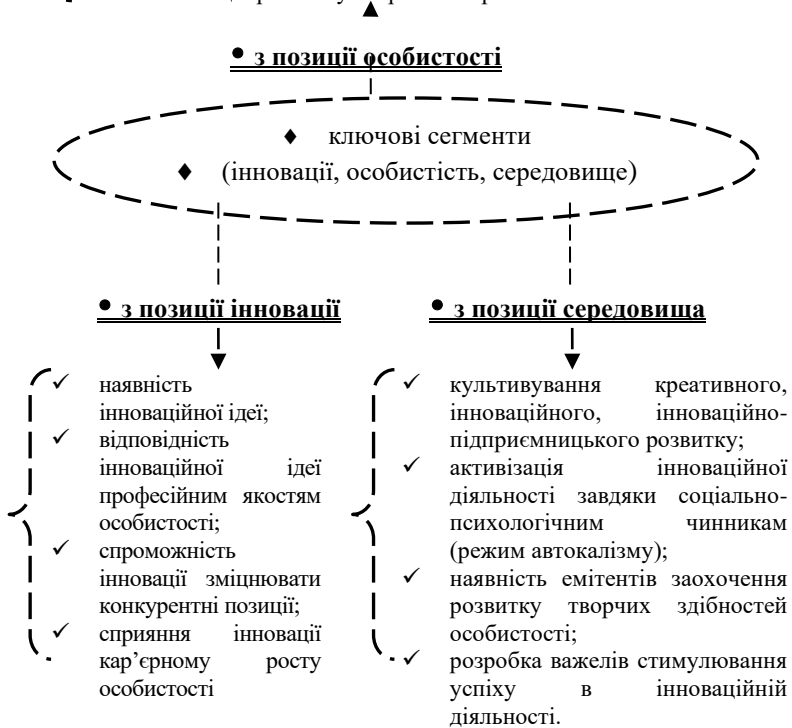 з позиції особистості
ключові сегменти
(інновації, особистість, середовище)
з позиції інновації
з позиції середовища
наявність
інноваційної ідеї;
відповідність
інноваційної ідеї
професійним якостям
особистості;
спроможність
інновації зміцнювати
конкурентні позиції;
сприяння інновації
кар’єрному росту
особистості
культивування креативного,
інноваційного, інноваційно-
підприємницького розвитку;
активізація інноваційної
діяльності завдяки соціально-
психологічним чинникам
(режим автокалізму);
наявність емітентів заохочення
розвитку творчих здібностей
особистості;
розробка важелів стимулювання
успіху в інноваційній
діяльності.